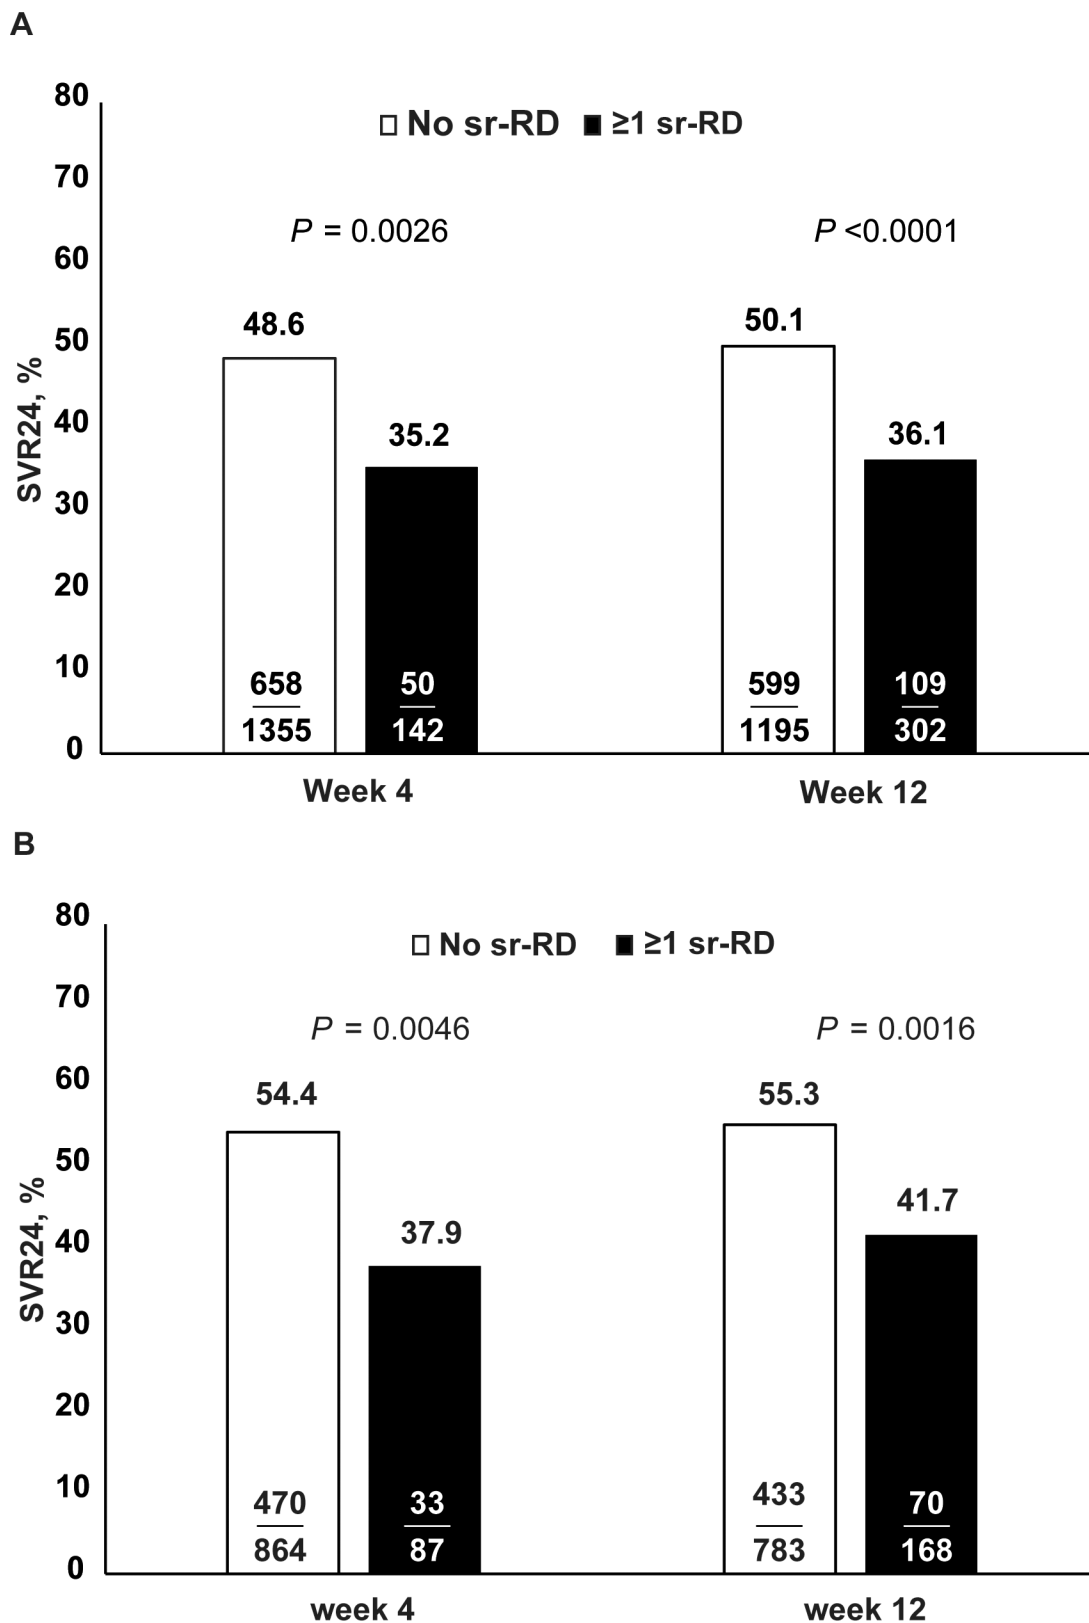 A
80
70
60
50
40
30
20
10
0
SVR24, %
No sr-RD ≥1 sr-RD
P = 0.0026 P <0.0001
48.6 35.2 50.1 36.1
658 50 599 109
1355 142 1195 302
Week 4 Week 12
B
80
70
60
50
40
30
20
10
0
SVR24, %
No sr-RD ≥1 sr-RD
P = 0.0046 P = 0.0016
54.4 37.9 55.3 41.7
470 33 433 70
864 87 783 168
week 4 week 12